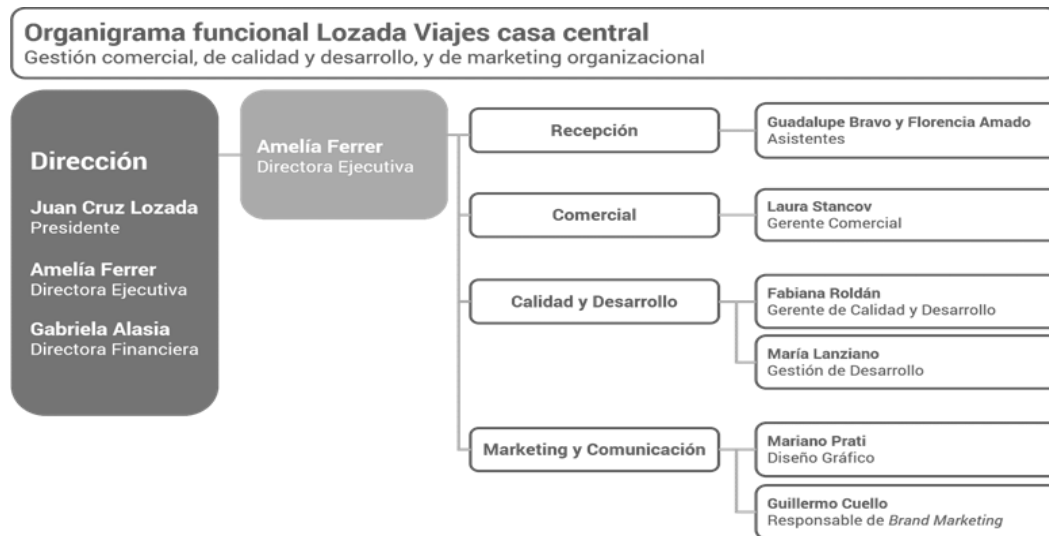 Organigrama funcional Lozada Viajes casa central
Gestión comercial, de calidad y desarrollo, y de marketing organizacional
Dirección
Juan Cruz Lozada
Presidente
Amelía Ferrer
Directora Ejecutiva
Gabriela Alasia
Directora Financiera
Amelía Ferrer
Directora Ejecutiva
Recepción
Guadalupe Bravo y Florencia Amado
Asistentes
Comercial
Laura Stancov
Gerente Comercial
Calidad y Desarrollo
Fabiana Roldán
Gerente de Calidad y Desarrollo
María Lanziano
Gestión de Desarrollo
Marketing y Comunicación
Mariano Prati
Diseño Gráfico
Guillermo Cuello
Responsable de Brand Marketing